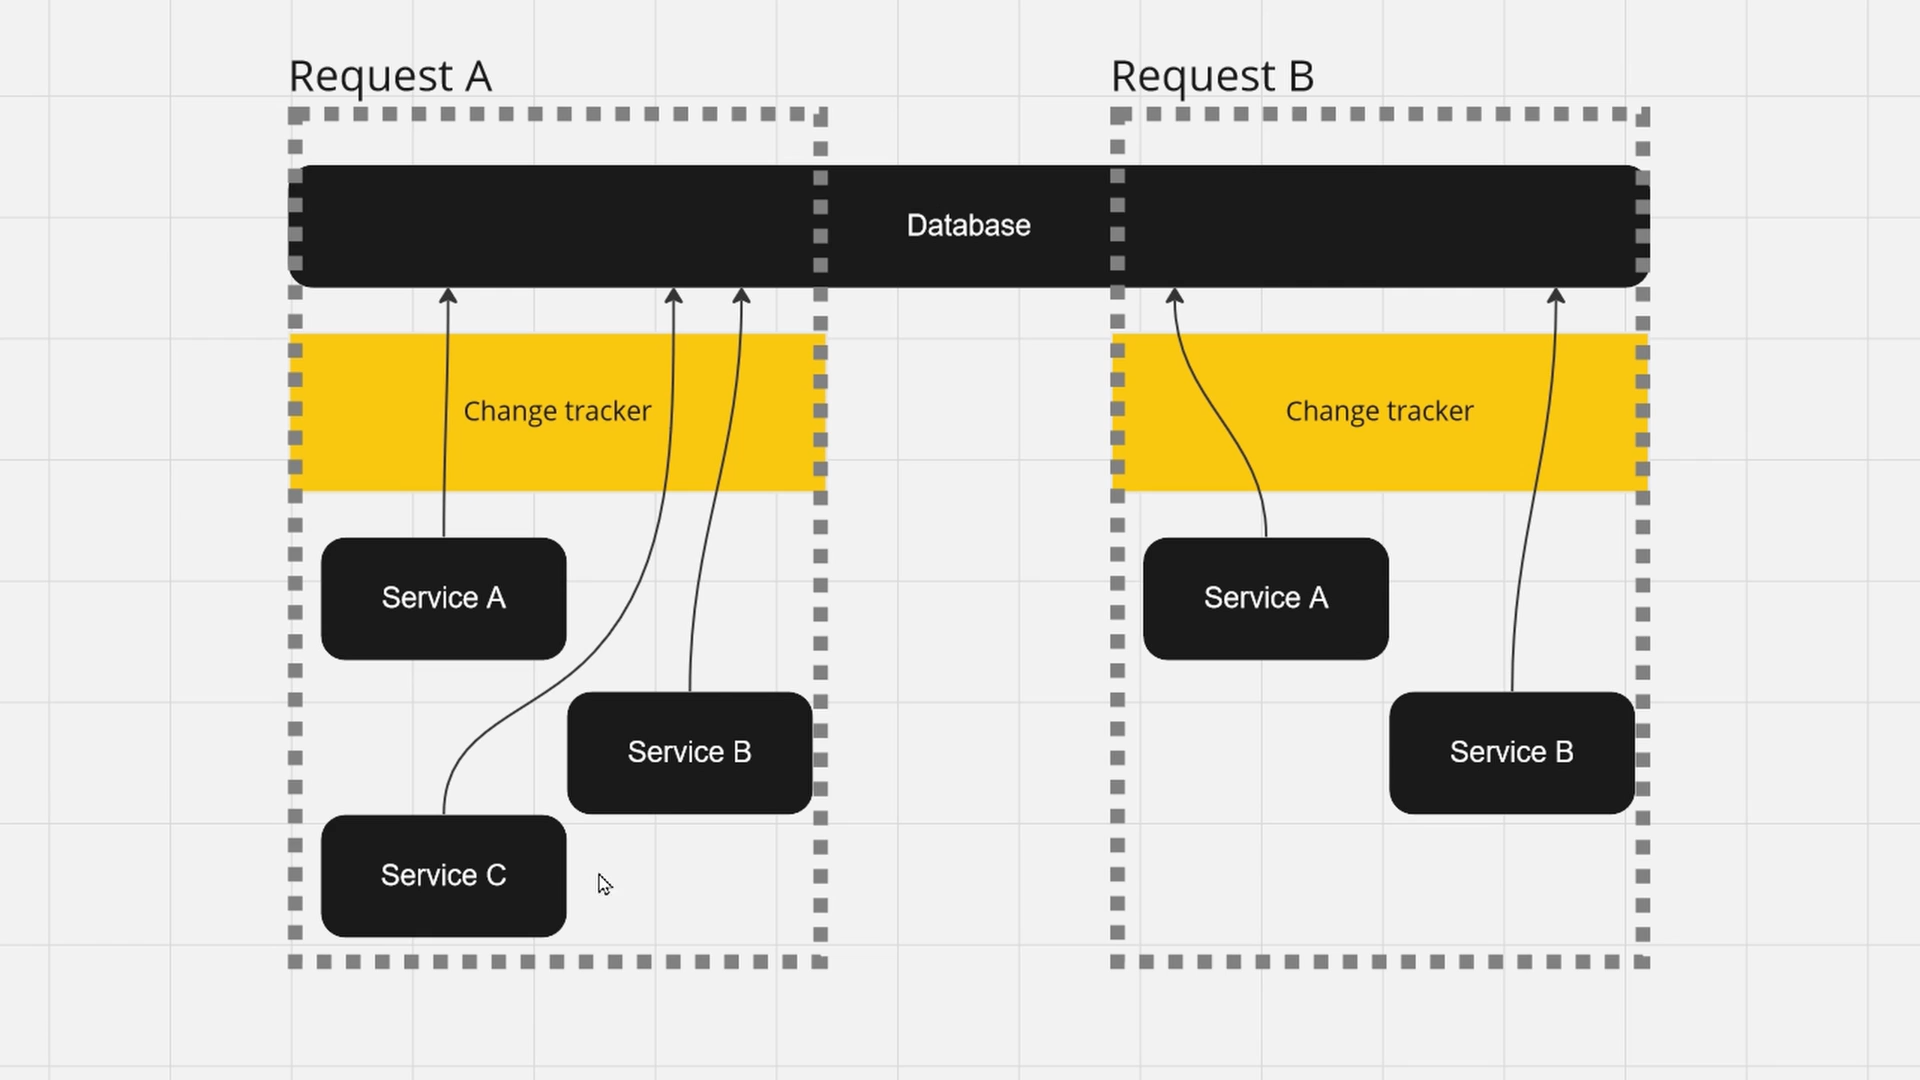 Request A
Request B
Database
Change tracker
Change tracker
Service A
Service A
Service B
Service B
Service C